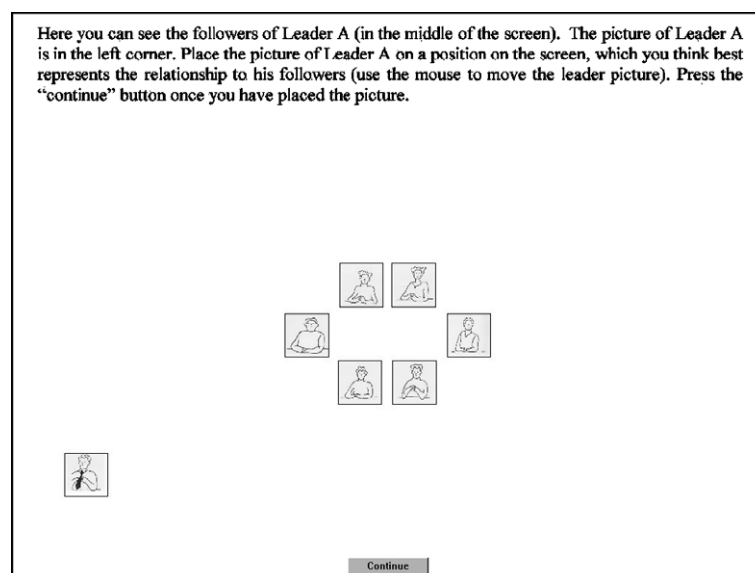 Here you can see the followers of Leader A (in the middle of the screen). The picture of Leader A
is in the left corner. Place the picture of Leader A on a position on the screen, which you think best
represents the relationship to his followers (use the mouse to move the leader picture). Press the
“continue” button once you have placed the picture.
Continue